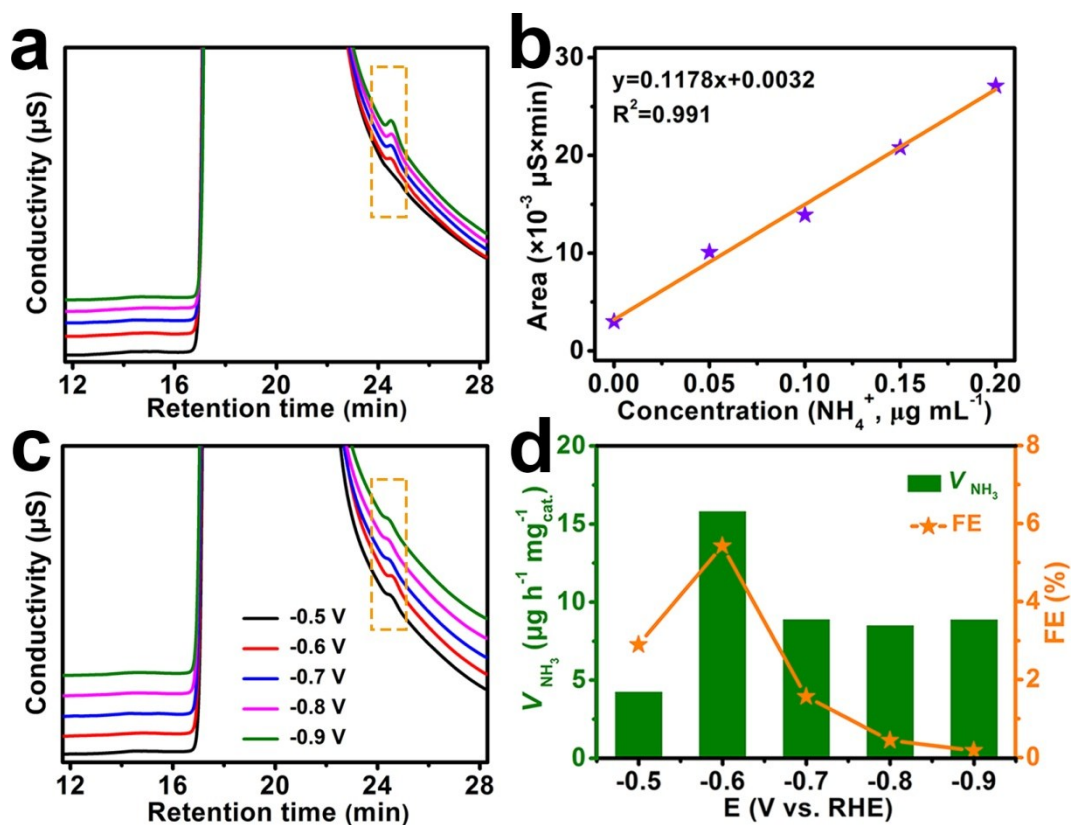 a
Conductivity (µS)
12 16 20 24 28
Retention time (min)
b
y=0.1178x+0.0032
R²=0.991
30
20
10
0
Area (×10⁻³ µS×min)
0.00 0.05 0.10 0.15 0.20
Concentration (NH₄⁺, µg mL⁻¹)
c
Conductivity (µS)
-0.5 V
-0.6 V
-0.7 V
-0.8 V
-0.9 V
12 16 20 24 28
Retention time (min)
d
V NH₃
FE
20
15
10
5
0
V NH₃ (µg h⁻¹ mg⁻¹cat.)
8
6
4
2
0
FE (%)
-0.5 -0.6 -0.7 -0.8 -0.9
E (V vs. RHE)